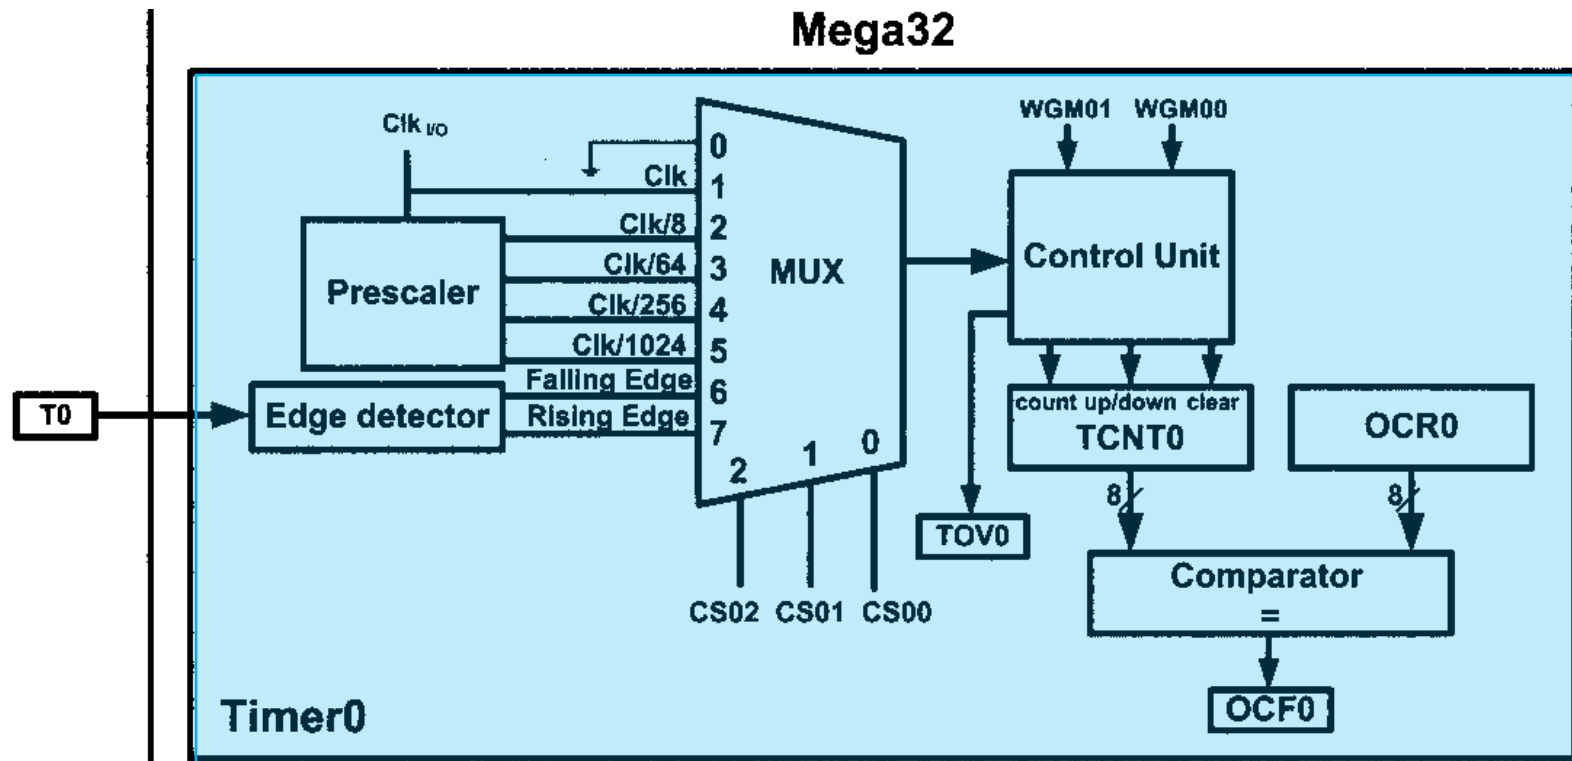 Mega32
Clk I/O
WGM01 WGM00
0
Clk 1
Clk/8 2
Clk/64 3
Clk/256 4
Clk/1024 5
Falling Edge 6
Rising Edge 7
Prescaler
MUX
Control Unit
T0
Edge detector
2 1 0
count up/down clear
TCNT0
OCR0
8 8
TOV0
Comparator
=
CS02 CS01 CS00
OCF0
Timer0